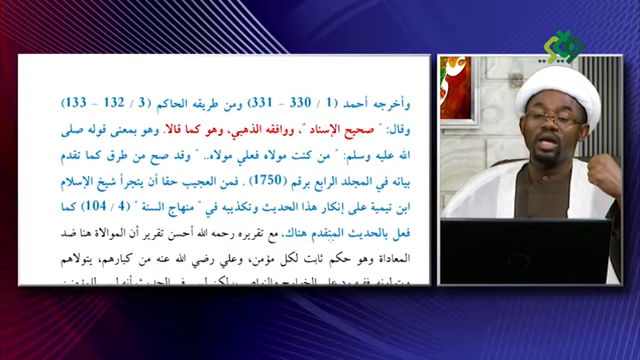 وأخرجه أحمد (1 / 330 – 331) ومن طريقه الحاكم (3 / 132 – 133)
وقال: " صحيح الإسناد "، ووافقه الذهبي، وهو كما قالا. وهو بمعنى قوله صلى
الله عليه وسلم: " من كنت مولاه فعلي مولاه.. " وقد صح من طرق كما تقدم
بيانه في المجلد الرابع برقم (1750) . فمن العجيب حقا أن يتجرأ شيخ الإسلام
ابن تيمية على إنكار هذا الحديث وتكذيبه في " منهاج السنة " (4 / 104) كما
فعل بالحديث المتقدم هناك، مع تقريره رحمه الله أحسن تقرير أن الموالاة هنا ضد
المعاداة وهو حكم ثابت لكل مؤمن، وعلي رضي الله عنه من كبارهم، يتولاهم